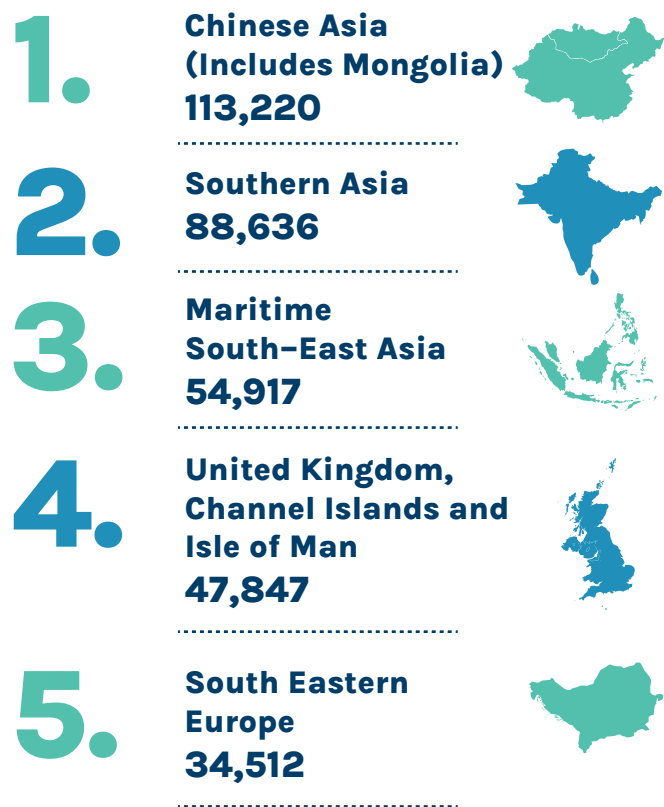 1.
Chinese Asia
(Includes Mongolia)
113,220
2.
Southern Asia
88,636
3.
Maritime
South–East Asia
54,917
4.
United Kingdom,
Channel Islands and
Isle of Man
47,847
5.
South Eastern
Europe
34,512